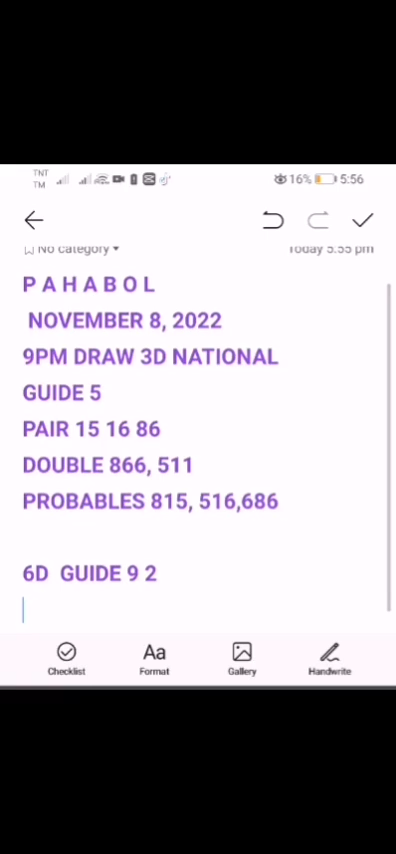 TNT
TM
16% 5:56
No category
Today 5:55 pm
P A H A B O L
NOVEMBER 8, 2022
9PM DRAW 3D NATIONAL
GUIDE 5
PAIR 15 16 86
DOUBLE 866, 511
PROBABLES 815, 516,686
6D GUIDE 9 2
Aa
Checklist Format Gallery Handwrite